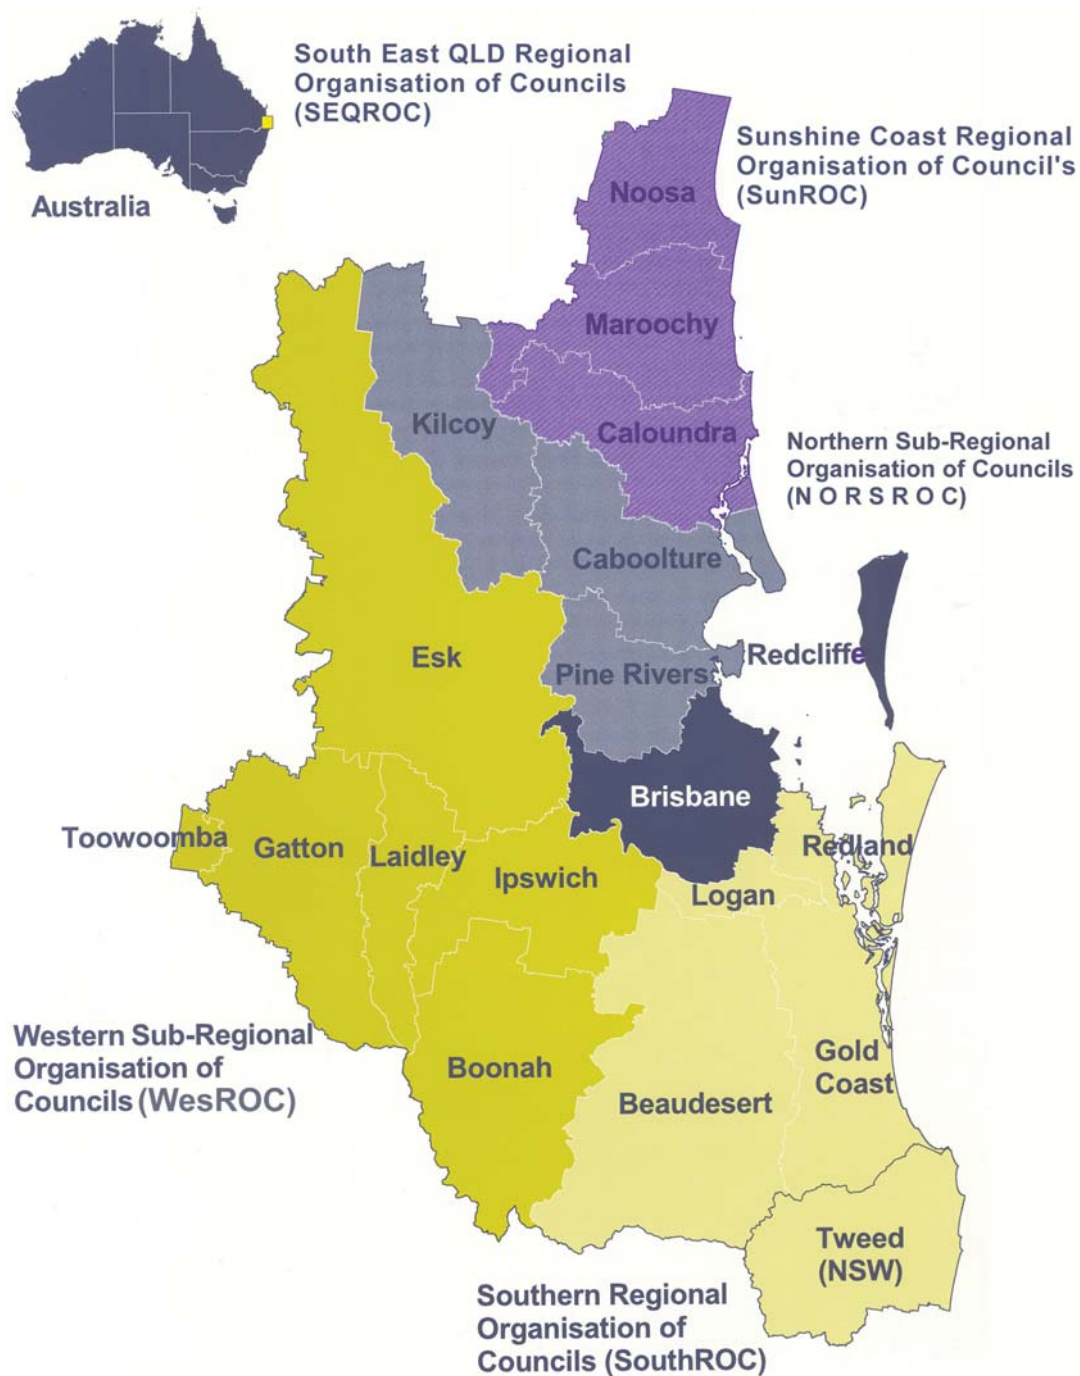 South East QLD Regional
Organisation of Councils
(SEQROC)
Australia
Sunshine Coast Regional
Organisation of Council's
(SunROC)
Noosa
Maroochy
Kilcoy
Caloundra
Northern Sub-Regional
Organisation of Councils
(N O R S R O C)
Caboolture
Esk
Pine Rivers
Redcliffe
Brisbane
Toowoomba
Gatton
Laidley
Redland
Ipswich
Logan
Western Sub-Regional
Organisation of
Councils (WesROC)
Boonah
Gold
Coast
Beaudesert
Tweed
(NSW)
Southern Regional
Organisation of
Councils (SouthROC)